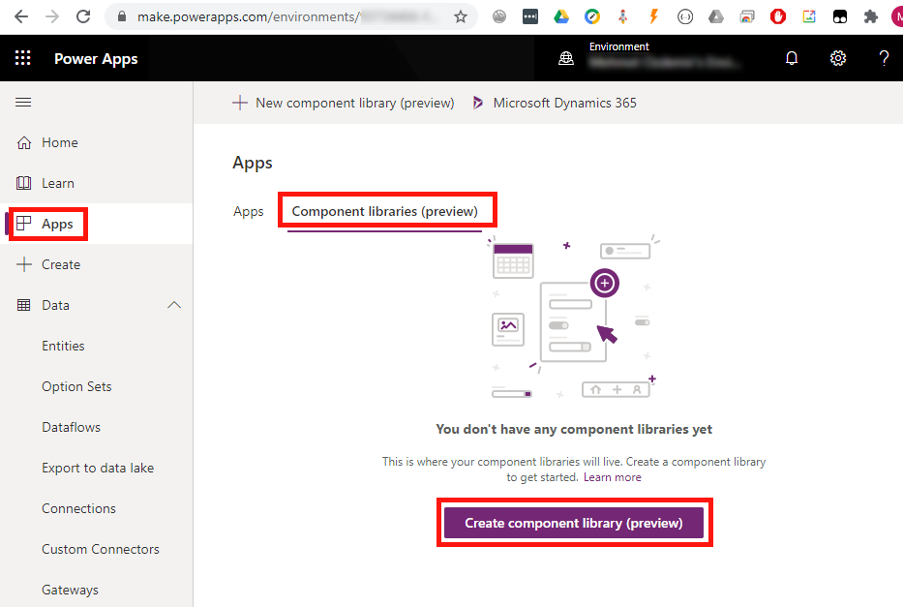 make.powerapps.com/environments/
Power Apps
Environment
New component library (preview)
Microsoft Dynamics 365
Home
Learn
Apps
Create
Data
Entities
Option Sets
Dataflows
Export to data lake
Connections
Custom Connectors
Gateways
Apps
Apps
Component libraries (preview)
You don't have any component libraries yet
This is where your component libraries will live. Create a component library
to get started. Learn more
Create component library (preview)